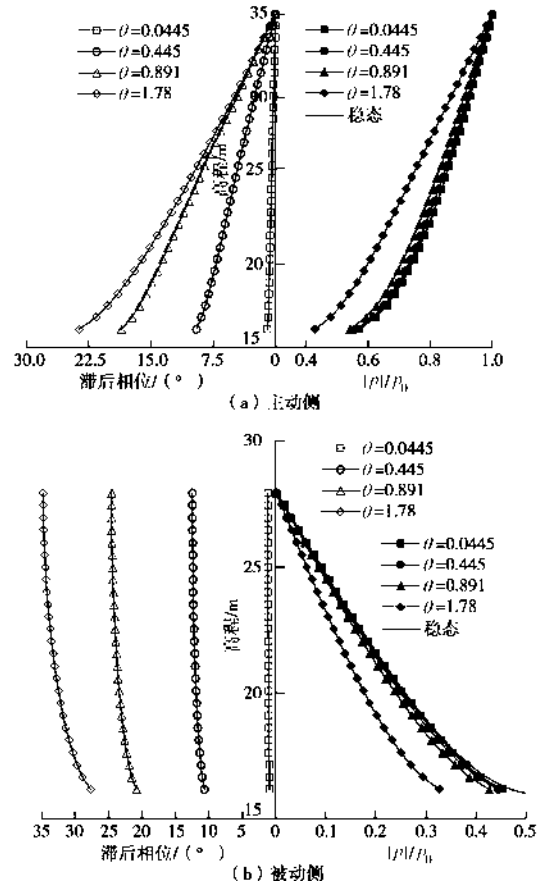 θ=0.0445
θ=0.445
θ=0.891
θ=1.78
θ=0.0445
θ=0.445
θ=0.891
θ=1.78
稳态
35
30
25
20
15
高程/m
30.0 22.5 15.0 7.5 0 0.6 0.8 1.0
滞后相位/(°) |p|/p₀
(a)主动侧
30
25
20
15
高程/m
θ=0.0445
θ=0.445
θ=0.891
θ=1.78
θ=0.0445
θ=0.445
θ=0.891
θ=1.78
稳态
35 30 25 20 15 10 5 0 0.1 0.2 0.3 0.4 0.5
滞后相位/(°) |p|/p₀
(b)被动侧